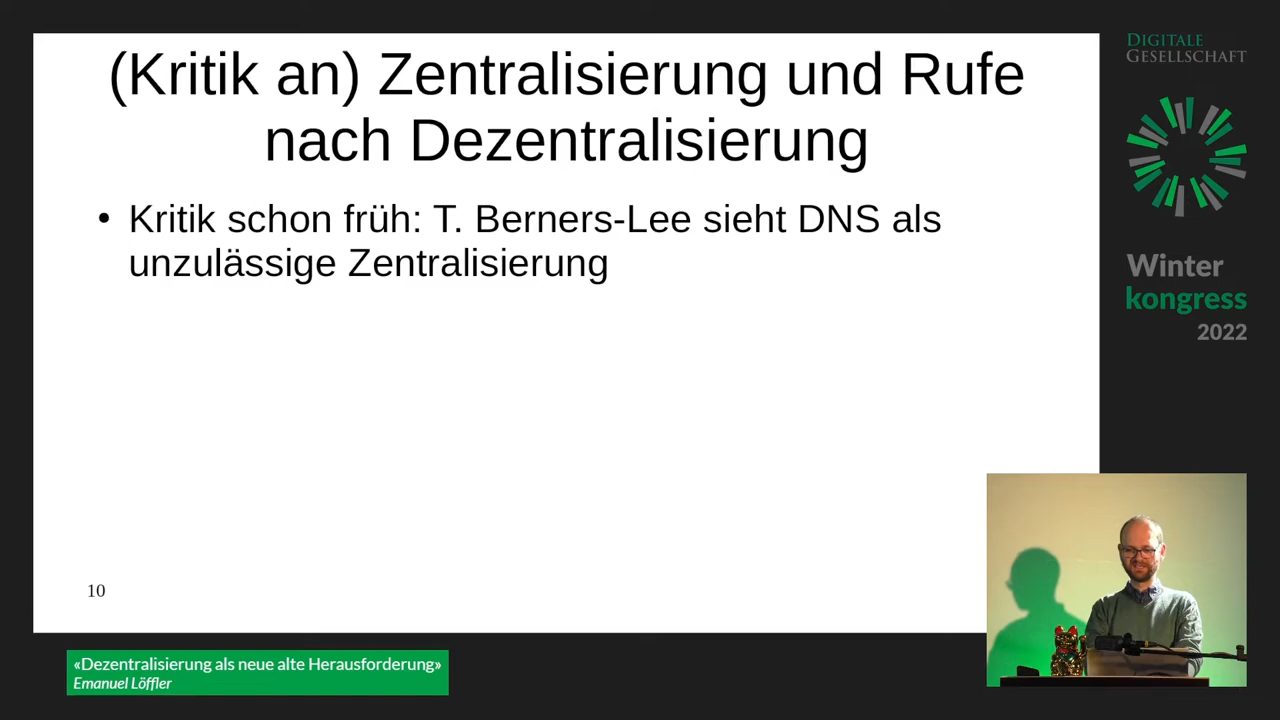 (Kritik an) Zentralisierung und Rufe
nach Dezentralisierung
• Kritik schon früh: T. Berners-Lee sieht DNS als
unzulässige Zentralisierung
10
DIGITALE
GESELLSCHAFT
Winter
kongress
2022
«Dezentralisierung als neue alte Herausforderung»
Emanuel Löffler